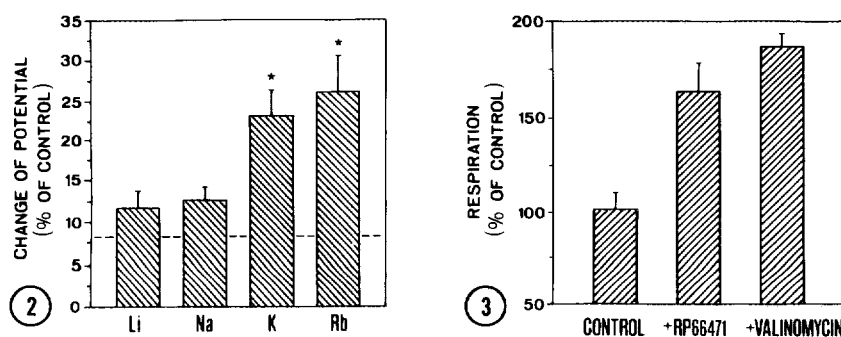 CHANGE OF POTENTIAL
(% OF CONTROL)
35
30
25
20
15
10
5
0
*
*
Li Na K Rb
2
RESPIRATION
(% OF CONTROL)
200
150
100
50
CONTROL +RP66471 +VALINOMYCIN
3